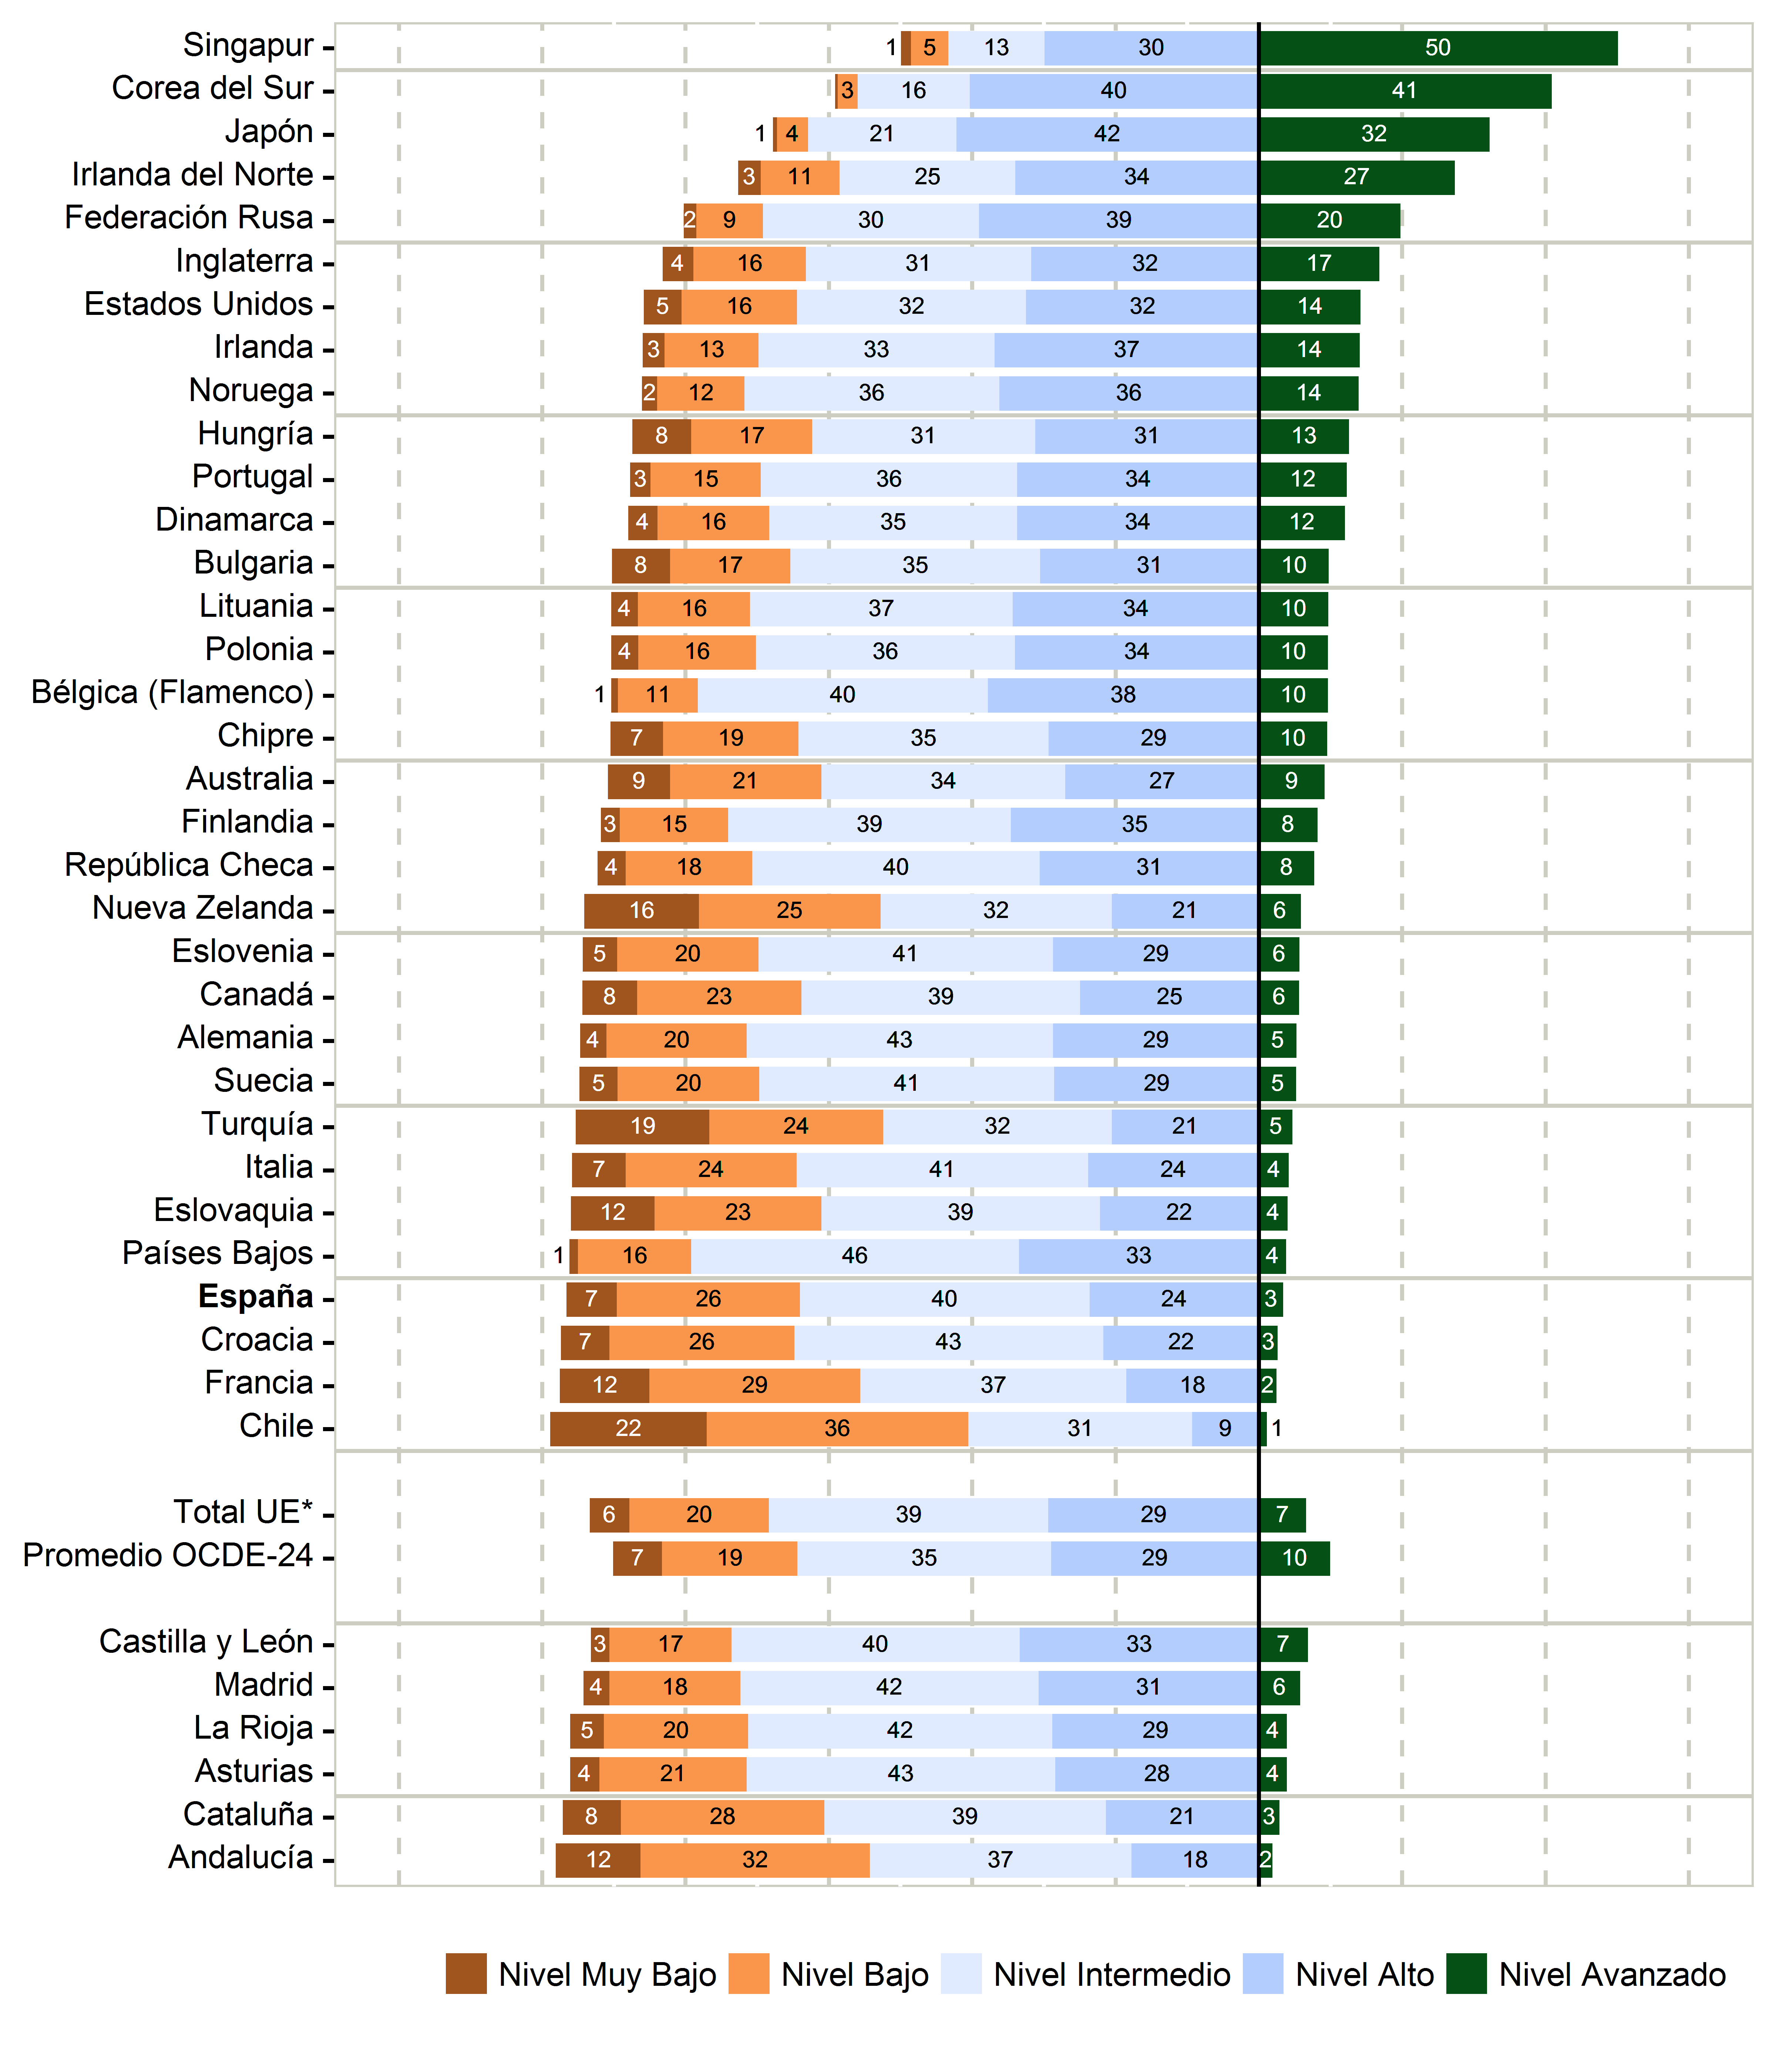 Singapur 1 5 13 30 50
Corea del Sur 3 16 40 41
Japón 1 4 21 42 32
Irlanda del Norte 3 11 25 34 27
Federación Rusa 2 9 30 39 20
Inglaterra 4 16 31 32 17
Estados Unidos 5 16 32 32 14
Irlanda 3 13 33 37 14
Noruega 2 12 36 36 14
Hungría 8 17 31 31 13
Portugal 3 15 36 34 12
Dinamarca 4 16 35 34 12
Bulgaria 8 17 35 31 10
Lituania 4 16 37 34 10
Polonia 4 16 36 34 10
Bélgica (Flamenco) 1 11 40 38 10
Chipre 7 19 35 29 10
Australia 9 21 34 27 9
Finlandia 3 15 39 35 8
República Checa 4 18 40 31 8
Nueva Zelanda 16 25 32 21 6
Eslovenia 5 20 41 29 6
Canadá 8 23 39 25 6
Alemania 4 20 43 29 5
Suecia 5 20 41 29 5
Turquía 19 24 32 21 5
Italia 7 24 41 24 4
Eslovaquia 12 23 39 22 4
Países Bajos 1 16 46 33 4
España 7 26 40 24 3
Croacia 7 26 43 22 3
Francia 12 29 37 18 2
Chile 22 36 31 9 1
Total UE* 6 20 39 29 7
Promedio OCDE-24 7 19 35 29 10
Castilla y León 3 17 40 33 7
Madrid 4 18 42 31 6
La Rioja 5 20 42 29 4
Asturias 4 21 43 28 4
Cataluña 8 28 39 21 3
Andalucía 12 32 37 18 2
Nivel Muy Bajo Nivel Bajo Nivel Intermedio Nivel Alto Nivel Avanzado